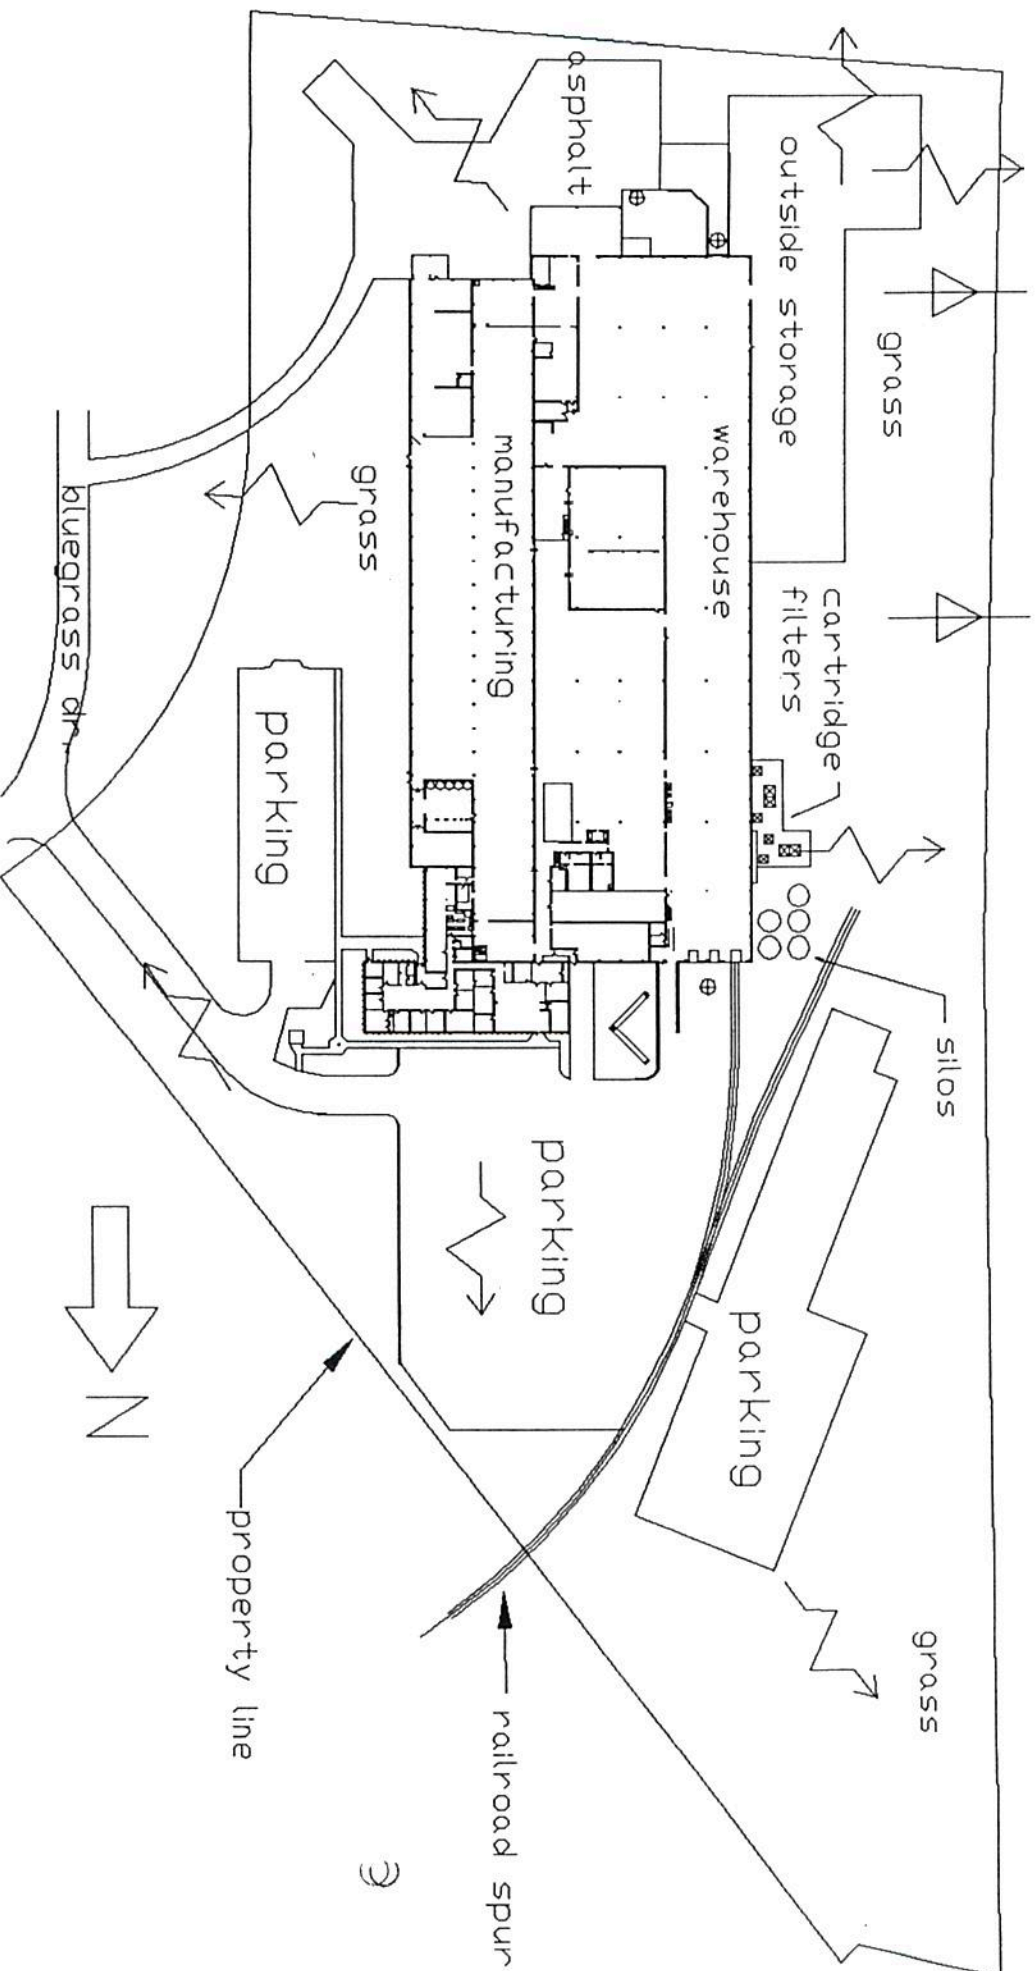 outside storage
grass
asphalt
warehouse
cartridge
filters
manufacturing
grass
bluegrass dr.
parking
silos
parking
parking
grass
N
property line
railroad spur